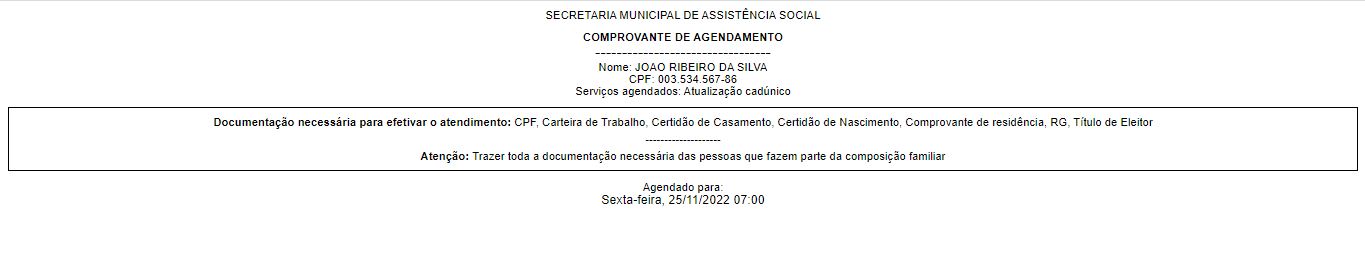 SECRETARIA MUNICIPAL DE ASSISTÊNCIA SOCIAL
COMPROVANTE DE AGENDAMENTO
---------------------------------
Nome: JOAO RIBEIRO DA SILVA
CPF: 003.534.567-86
Serviços agendados: Atualização cadúnico
Documentação necessária para efetivar o atendimento: CPF, Carteira de Trabalho, Certidão de Casamento, Certidão de Nascimento, Comprovante de residência, RG, Título de Eleitor
--------------------
Atenção: Trazer toda a documentação necessária das pessoas que fazem parte da composição familiar
Agendado para:
Sexta-feira, 25/11/2022 07:00